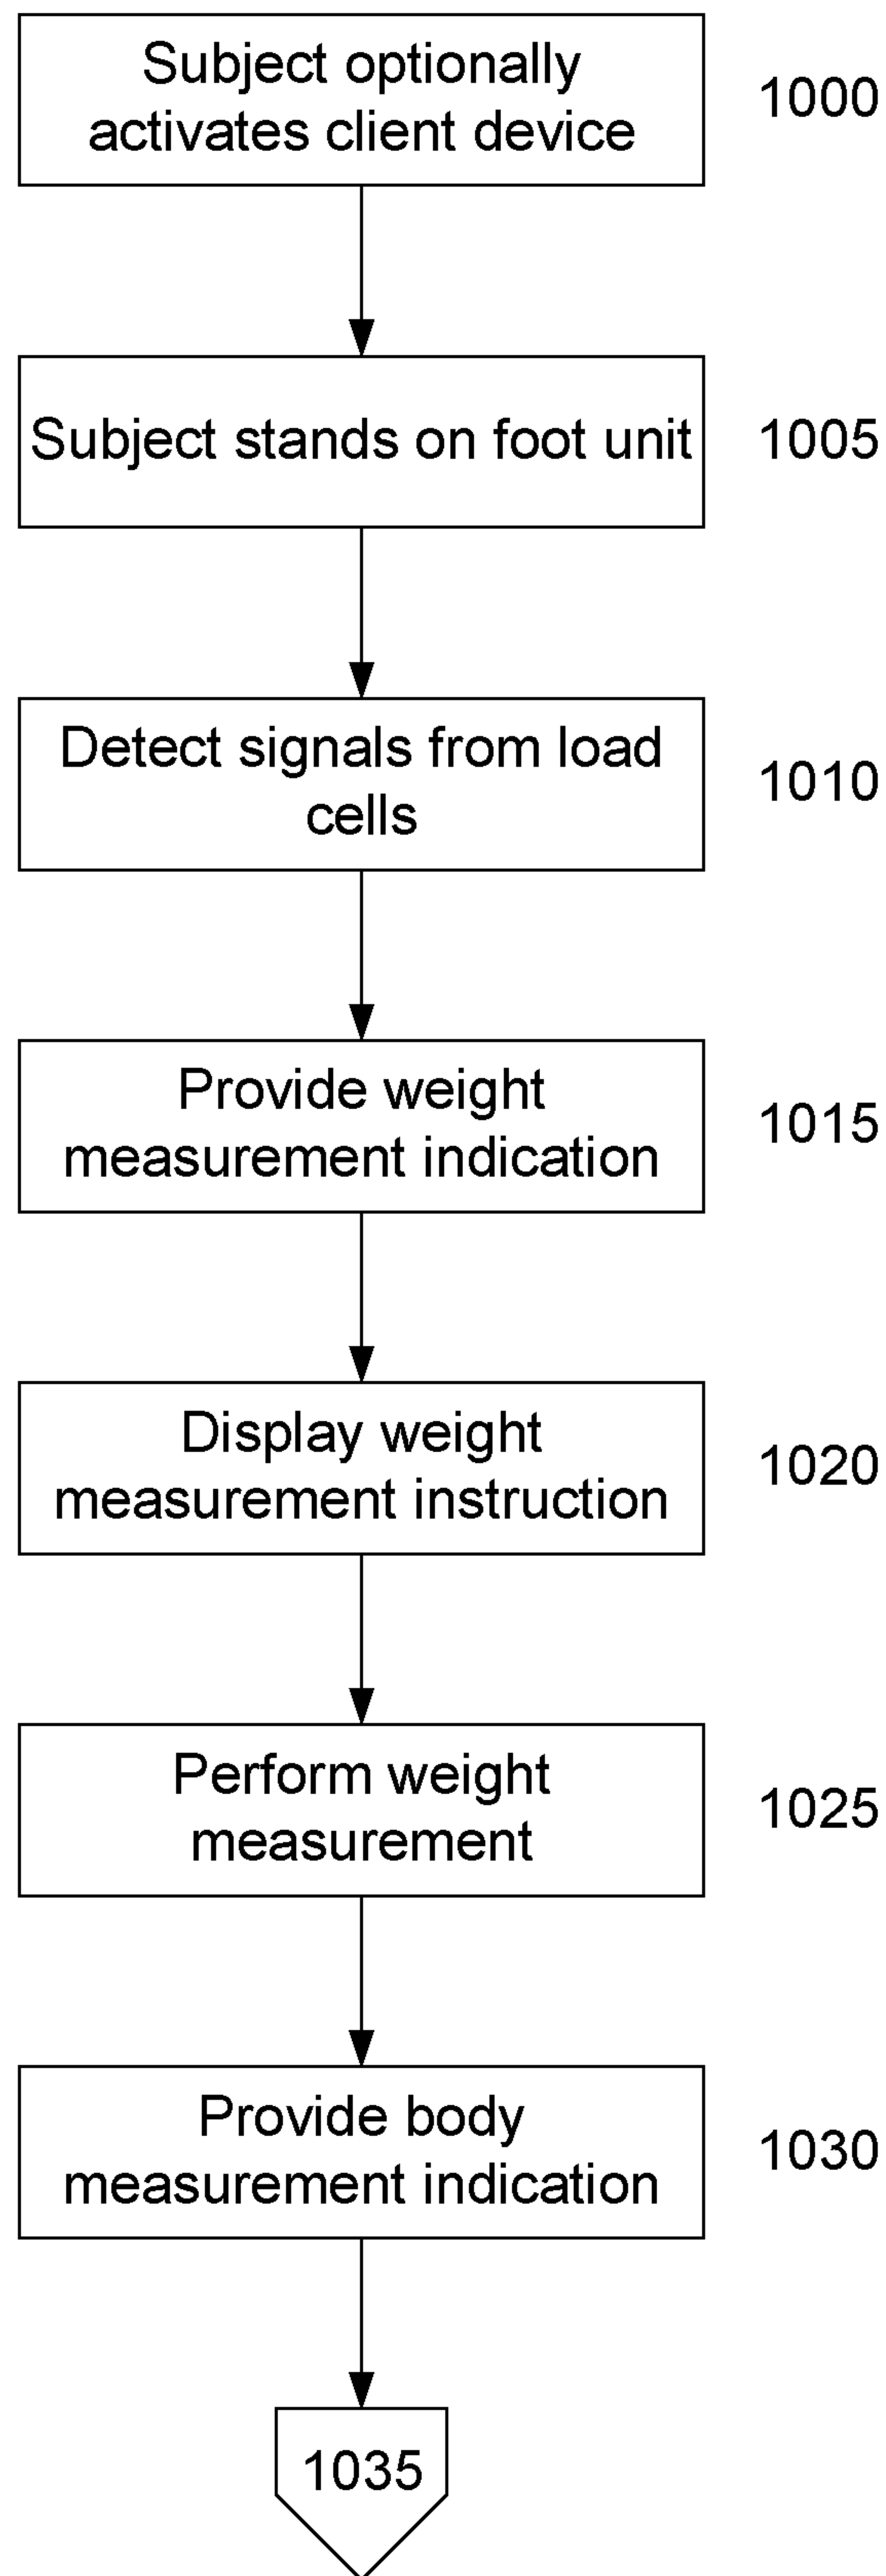 Subject optionally
activates client device
1000
Subject stands on foot unit
1005
Detect signals from load
cells
1010
Provide weight
measurement indication
1015
Display weight
measurement instruction
1020
Perform weight
measurement
1025
Provide body
measurement indication
1030
1035